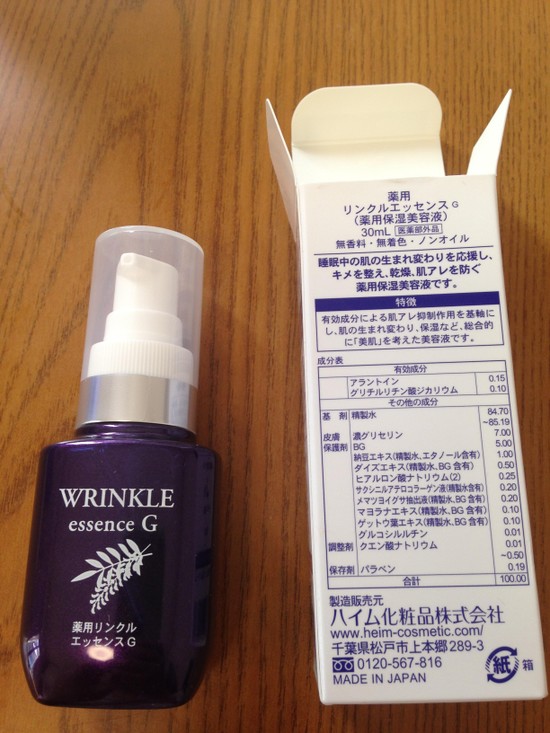 WRINKLE
essence G
薬用リンクル
エッセンスG
薬用
リンクルエッセンスG
(薬用保湿美容液)
30mL 医薬部外品
無香料・無着色・ノンオイル
睡眠中の肌の生まれ変わりを応援し、
キメを整え、乾燥、肌アレを防ぐ
薬用保湿美容液です。
特徴
有効成分による肌アレ抑制作用を基軸に
し、肌の生まれ変わり、保湿など、総合的
に「美肌」を考えた美容液です。
成分表
有効成分
アラントイン 0.15
グリチルリチン酸ジカリウム 0.10
その他の成分
基剤 精製水 84.70
~85.19
皮膚 濃グリセリン 7.00
保護剤 BG 5.00
納豆エキス(精製水、エタノール含有) 1.00
ダイズエキス(精製水、BG含有) 0.50
ヒアルロン酸ナトリウム(2) 0.25
サクシニルアテロコラーゲン液(精製水含有) 0.20
メマツヨイグサ抽出液(精製水、BG含有) 0.20
マヨラナエキス(精製水、BG含有) 0.10
ゲットウ葉エキス(精製水、BG含有) 0.10
グルコシルルチン 0.01
調整剤 クエン酸ナトリウム 0.01
~0.50
保存剤 パラベン 0.19
合計 100.00
製造販売元
ハイム化粧品株式会社
www.heim-cosmetic.com/
千葉県松戸市上本郷289-3
0120-567-816
MADE IN JAPAN
紙 箱